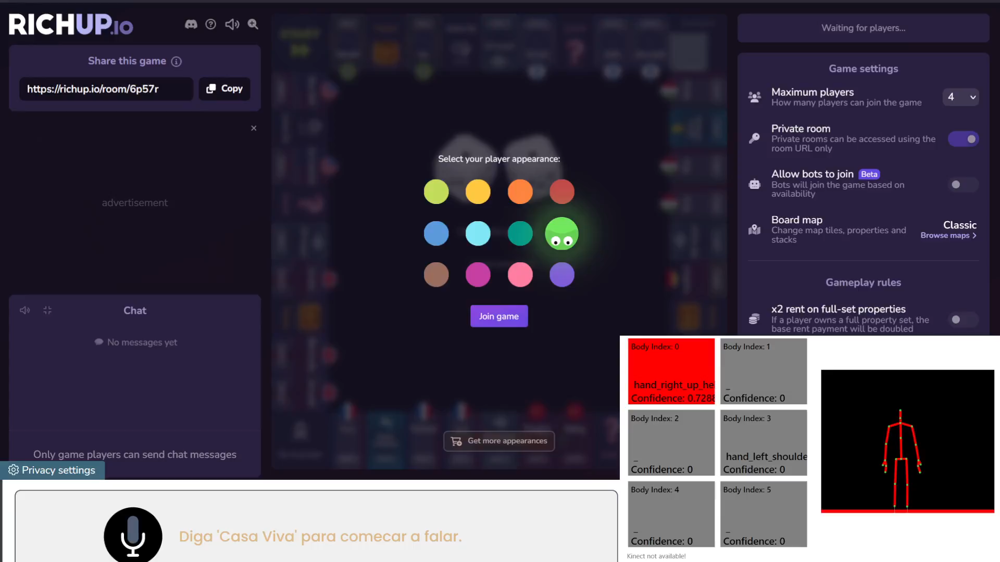 RICHUP.IO
Share this game
https://richup.io/room/6p57r
Copy
advertisement
Chat
No messages yet
Only game players can send chat messages
Privacy settings
START
Select your player appearance:
Join game
Get more appearances
Waiting for players...
Game settings
Maximum players
How many players can join the game
4
Private room
Private rooms can be accessed using the
room URL only
Allow bots to join Beta
Bots will join the game based on
availability
Board map
Change map tiles, properties and
stacks
Classic
Browse maps
Gameplay rules
x2 rent on full-set properties
If a player owns a full property set, the
base rent payment will be doubled
Body Index: 0
hand_right_up_he
Confidence: 0.7288
Body Index: 1
_
Confidence: 0
Body Index: 2
_
Confidence: 0
Body Index: 3
hand_left_shoulde
Confidence: 0
Body Index: 4
_
Confidence: 0
Body Index: 5
_
Confidence: 0
Kinect not available!
Diga 'Casa Viva' para comecar a falar.